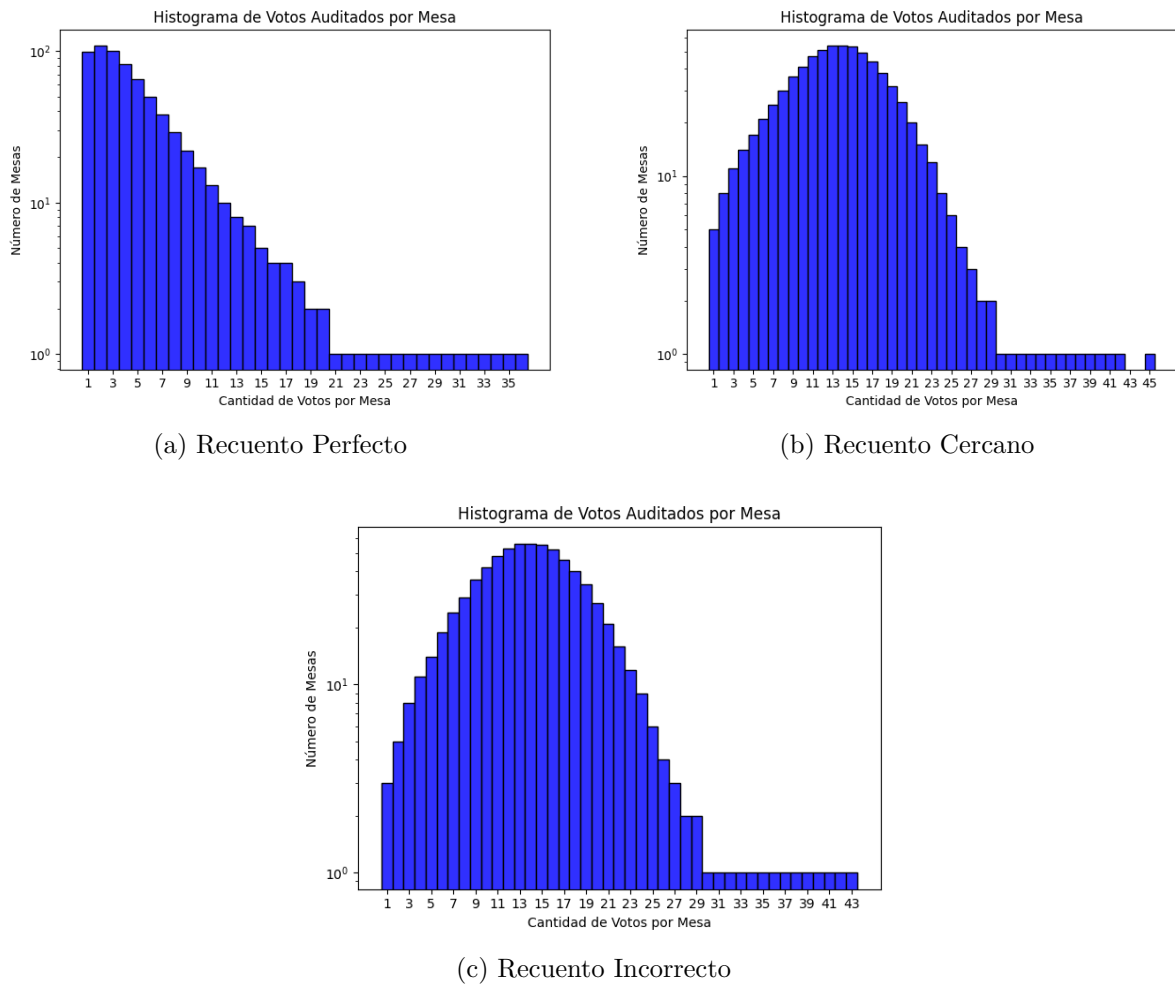 Histograma de Votos Auditados por Mesa
10²
10¹
10⁰
Número de Mesas
1 3 5 7 9 11 13 15 17 19 21 23 25 27 29 31 33 35
Cantidad de Votos por Mesa
(a) Recuento Perfecto
Histograma de Votos Auditados por Mesa
10¹
10⁰
Número de Mesas
1 3 5 7 9 11 13 15 17 19 21 23 25 27 29 31 33 35 37 39 41 43 45
Cantidad de Votos por Mesa
(b) Recuento Cercano
Histograma de Votos Auditados por Mesa
10¹
10⁰
Número de Mesas
1 3 5 7 9 11 13 15 17 19 21 23 25 27 29 31 33 35 37 39 41 43
Cantidad de Votos por Mesa
(c) Recuento Incorrecto